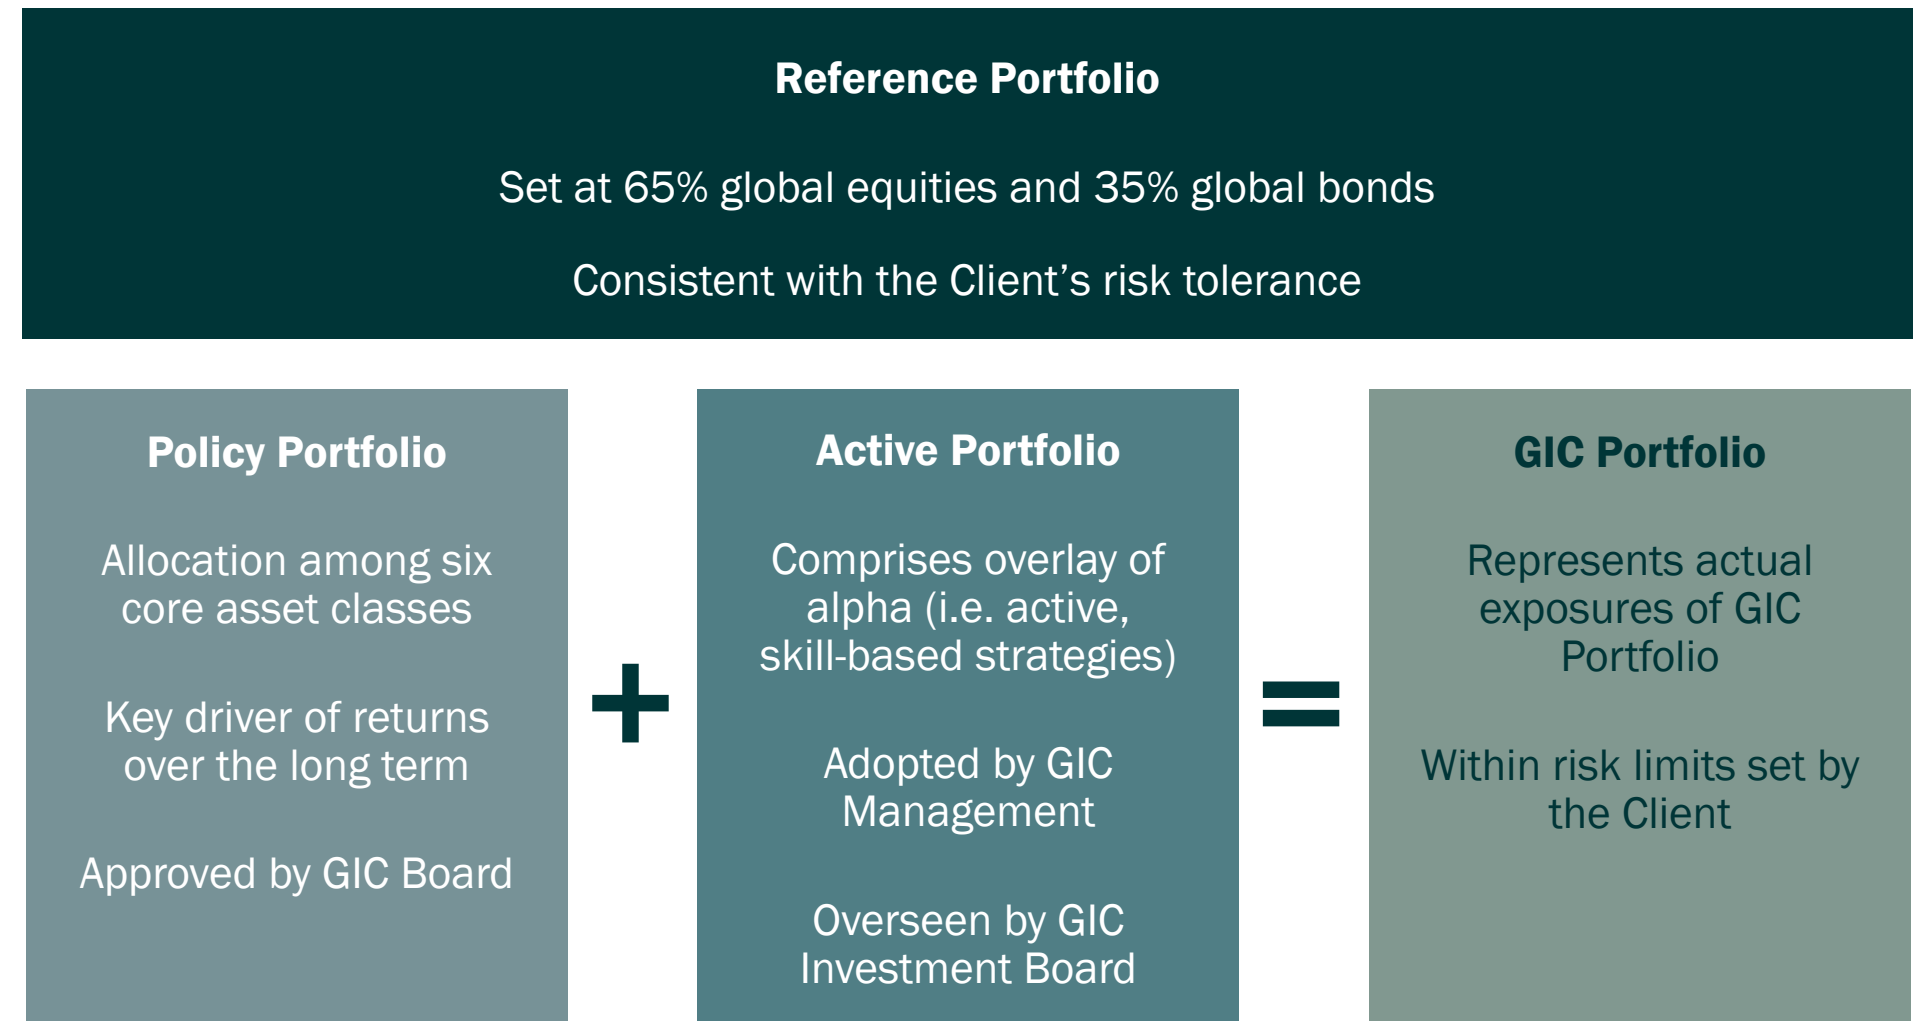 Reference Portfolio
Set at 65% global equities and 35% global bonds
Consistent with the Client’s risk tolerance
Policy Portfolio
Allocation among six
core asset classes
Key driver of returns
over the long term
Approved by GIC Board
+
Active Portfolio
Comprises overlay of
alpha (i.e. active,
skill-based strategies)
Adopted by GIC
Management
Overseen by GIC
Investment Board
=
GIC Portfolio
Represents actual
exposures of GIC
Portfolio
Within risk limits set by
the Client